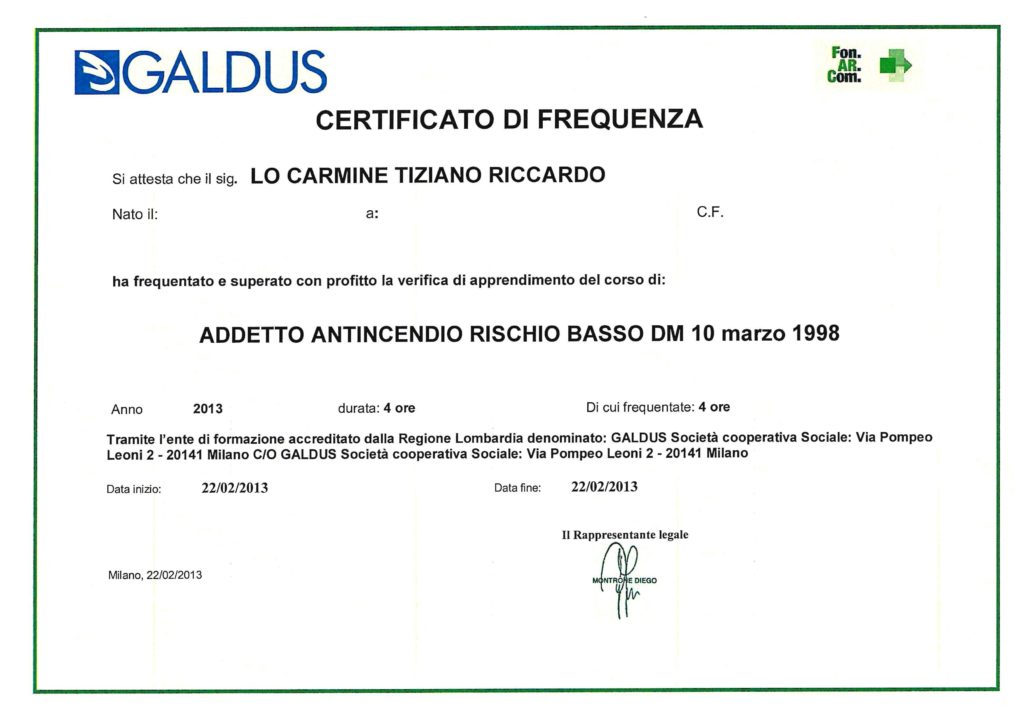 GALDUS
Fon.
AR.
Com.
CERTIFICATO DI FREQUENZA
Si attesta che il sig. LO CARMINE TIZIANO RICCARDO
Nato il: a: C.F.
ha frequentato e superato con profitto la verifica di apprendimento del corso di:
ADDETTO ANTINCENDIO RISCHIO BASSO DM 10 marzo 1998
Anno 2013 durata: 4 ore Di cui frequentate: 4 ore
Tramite l'ente di formazione accreditato dalla Regione Lombardia denominato: GALDUS Società cooperativa Sociale: Via Pompeo
Leoni 2 - 20141 Milano C/O GALDUS Società cooperativa Sociale: Via Pompeo Leoni 2 - 20141 Milano
Data inizio: 22/02/2013 Data fine: 22/02/2013
Il Rappresentante legale
Milano, 22/02/2013
MONTRONE DIEGO